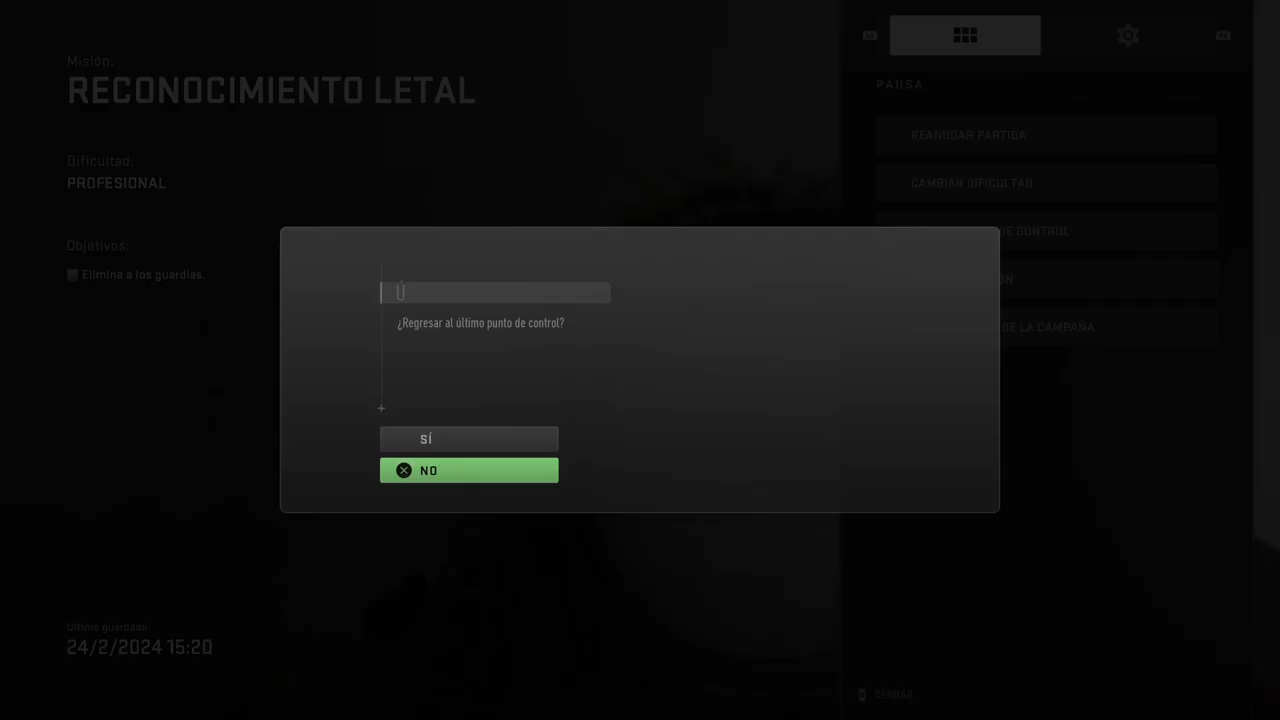 Misión:
RECONOCIMIENTO LETAL
Dificultad:
PROFESIONAL
Objetivos:
Elimina a los guardias.
Último guardado:
24/2/2024 15:20
Ú
¿Regresar al último punto de control?
SÍ
NO
PAUSA
REANUDAR PARTIDA
CAMBIAR DIFICULTAD
DE CONTROL
DE LA CAMPAÑA
CERRAR